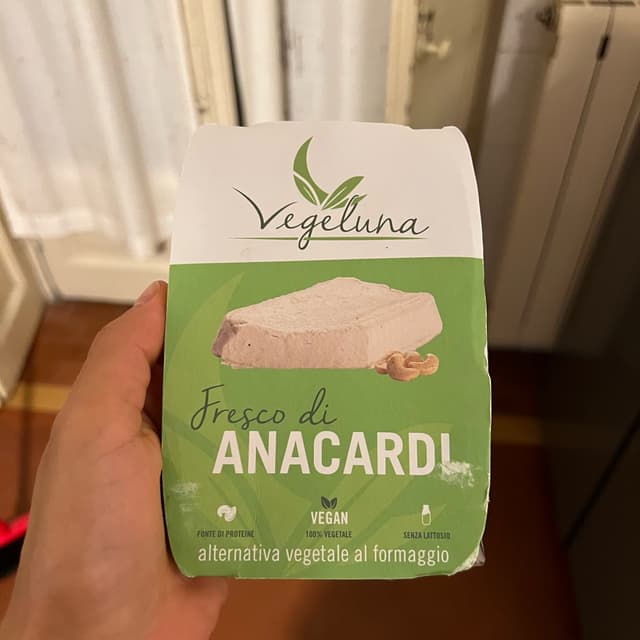 Vegeluna
Fresco di
ANACARDI
FONTE DI PROTEINE
VEGAN
100% VEGETALE
SENZA LATTOSIO
alternativa vegetale al formaggio